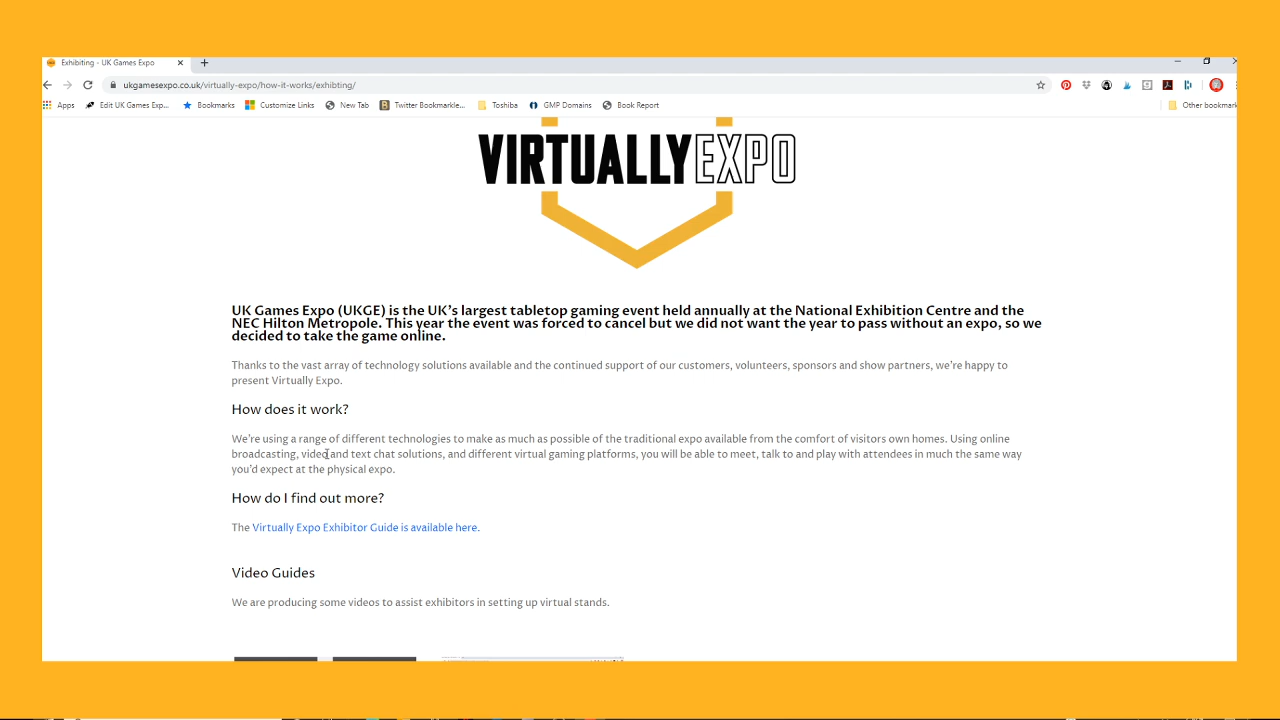 Exhibiting - UK Games Expo
ukgamesexpo.co.uk/virtually-expo/how-it-works/exhibting/
Apps Edit UK Games Exp... Bookmarks Customize Links New Tab Twitter Bookmarkle... Toshiba GMP Domains Book Report Other bookmark
VIRTUALLYEXPO
UK Games Expo (UKGE) is the UK's largest tabletop gaming event held annually at the National Exhibition Centre and the
NEC Hilton Metropole. This year the event was forced to cancel but we did not want the year to pass without an expo, so we
decided to take the game online.
Thanks to the vast array of technology solutions available and the continued support of our customers, volunteers, sponsors and show partners, we're happy to
present Virtually Expo.
How does it work?
We're using a range of different technologies to make as much as possible of the traditional expo available from the comfort of visitors own homes. Using online
broadcasting, video and text chat solutions, and different virtual gaming platforms, you will be able to meet, talk to and play with attendees in much the same way
you'd expect at the physical expo.
How do I find out more?
The Virtually Expo Exhibitor Guide is available here.
Video Guides
We are producing some videos to assist exhibitors in setting up virtual stands.